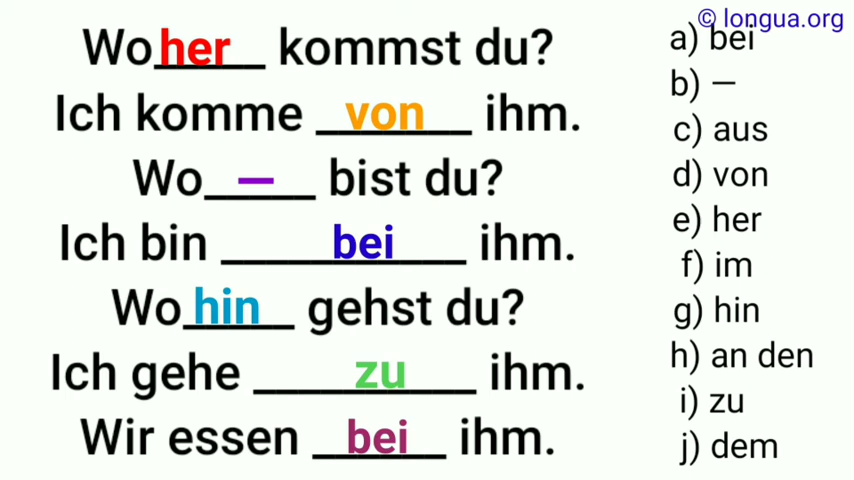 © longua.org
Woher kommst du?
Ich komme von ihm.
Wo — bist du?
Ich bin bei ihm.
Wohin gehst du?
Ich gehe zu ihm.
Wir essen bei ihm.
a) bei
b) —
c) aus
d) von
e) her
f) im
g) hin
h) an den
i) zu
j) dem